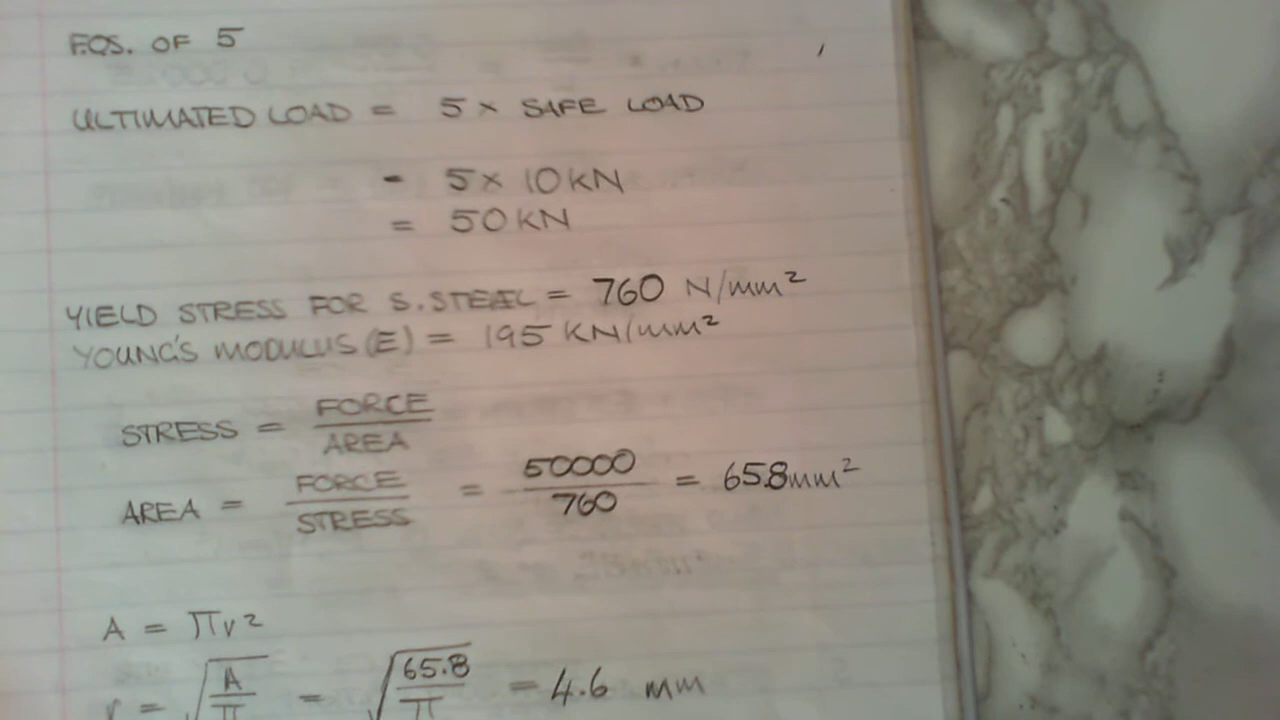 F.O.S. OF 5
ULTIMATED LOAD = 5 × SAFE LOAD
= 5 × 10 KN
= 50 KN
YIELD STRESS FOR S. STEEL = 760 N/mm²
YOUNG'S MODULUS (E) = 195 KN/mm²
STRESS = FORCE / AREA
AREA = FORCE / STRESS = 50000 / 760 = 65.8mm²
A = πr²
r = √(A/π) = √(65.8/π) = 4.6 mm